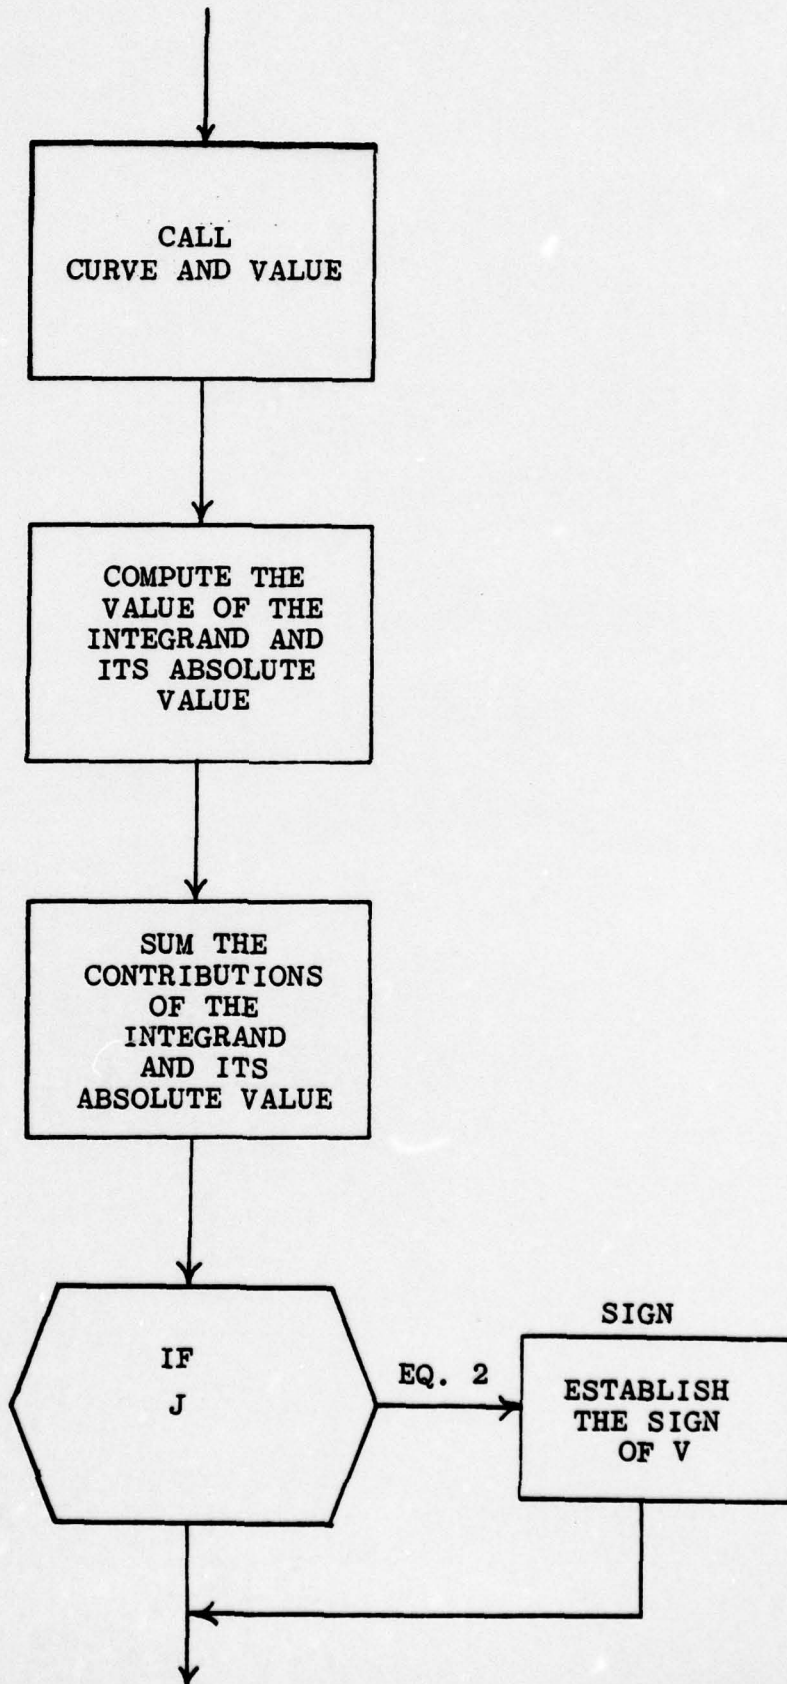 CALL
CURVE AND VALUE
COMPUTE THE
VALUE OF THE
INTEGRAND AND
ITS ABSOLUTE
VALUE
SUM THE
CONTRIBUTIONS
OF THE
INTEGRAND
AND ITS
ABSOLUTE VALUE
IF
J
EQ. 2
SIGN
ESTABLISH
THE SIGN
OF V